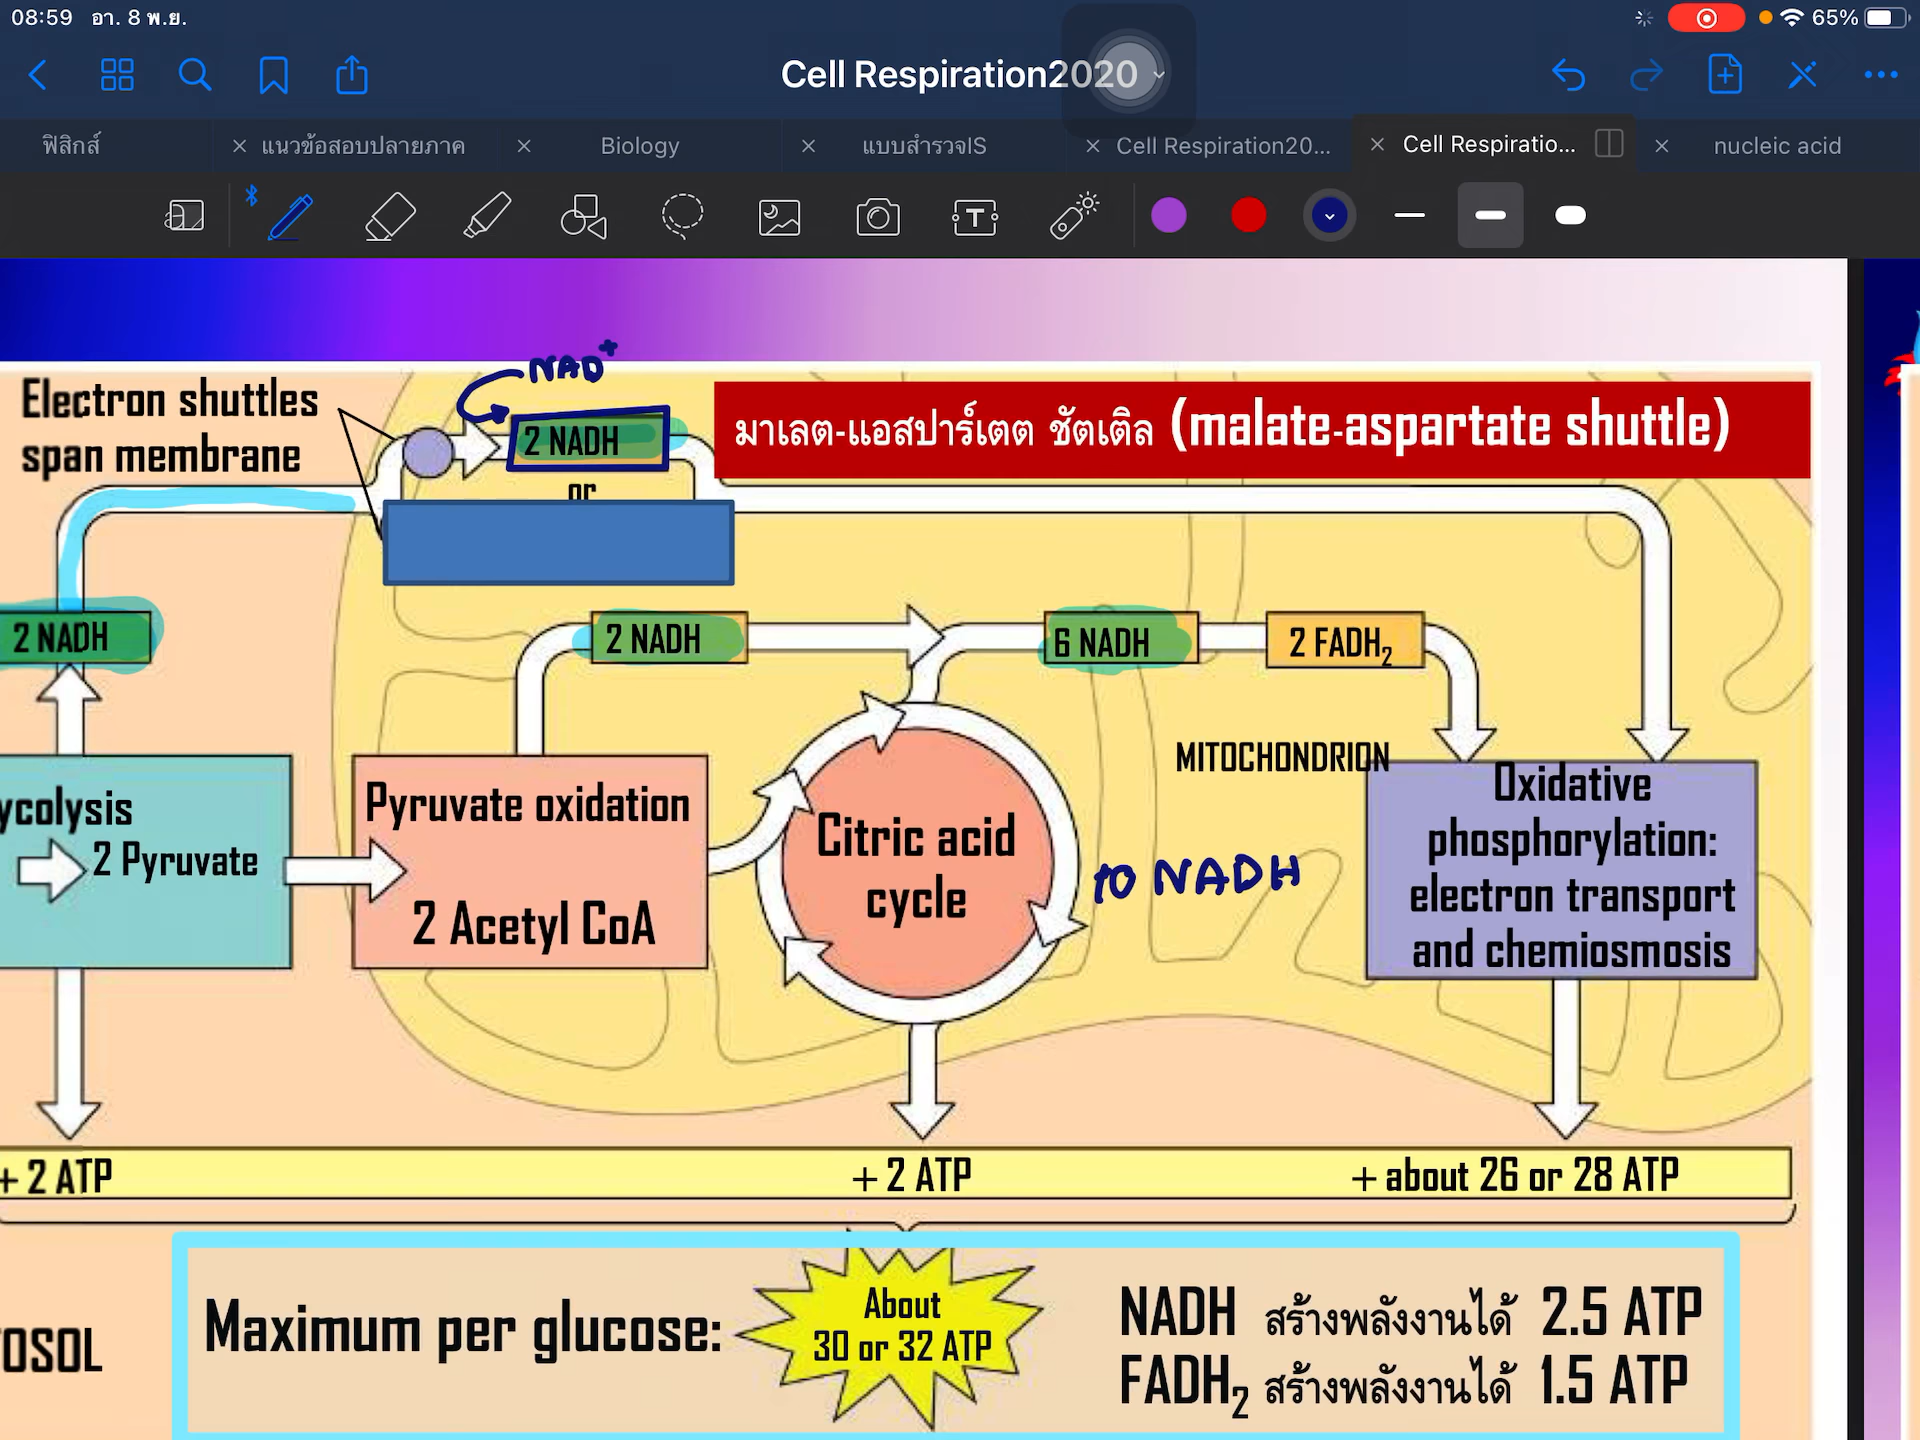 08:59 อา. 8 พ.ย.
65%
Cell Respiration2020
ฟิสิกส์
แนวข้อสอบปลายภาค
Biology
แบบสำรวจIS
Cell Respiration20...
Cell Respiratio...
nucleic acid
NAD+
Electron shuttles
span membrane
2 NADH
or
มาเลต-แอสปาร์เตต ชัตเติล (malate-aspartate shuttle)
2 NADH
2 NADH
6 NADH
2 FADH2
MITOCHONDRION
ycolysis
2 Pyruvate
Pyruvate oxidation
2 Acetyl CoA
Citric acid
cycle
10 NADH
Oxidative
phosphorylation:
electron transport
and chemiosmosis
+ 2 ATP
+ 2 ATP
+ about 26 or 28 ATP
OSOL
Maximum per glucose:
About
30 or 32 ATP
NADH สร้างพลังงานได้ 2.5 ATP
FADH2 สร้างพลังงานได้ 1.5 ATP